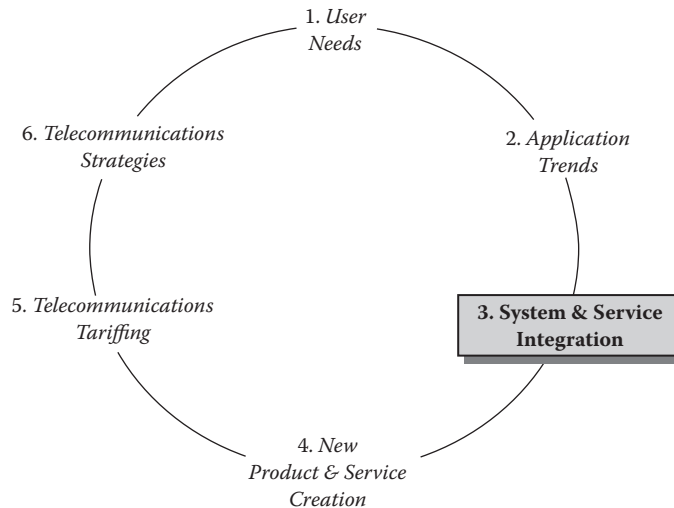 1. User
Needs
2. Application
Trends
3. System & Service
Integration
4. New
Product & Service
Creation
5. Telecommunications
Tariffing
6. Telecommunications
Strategies